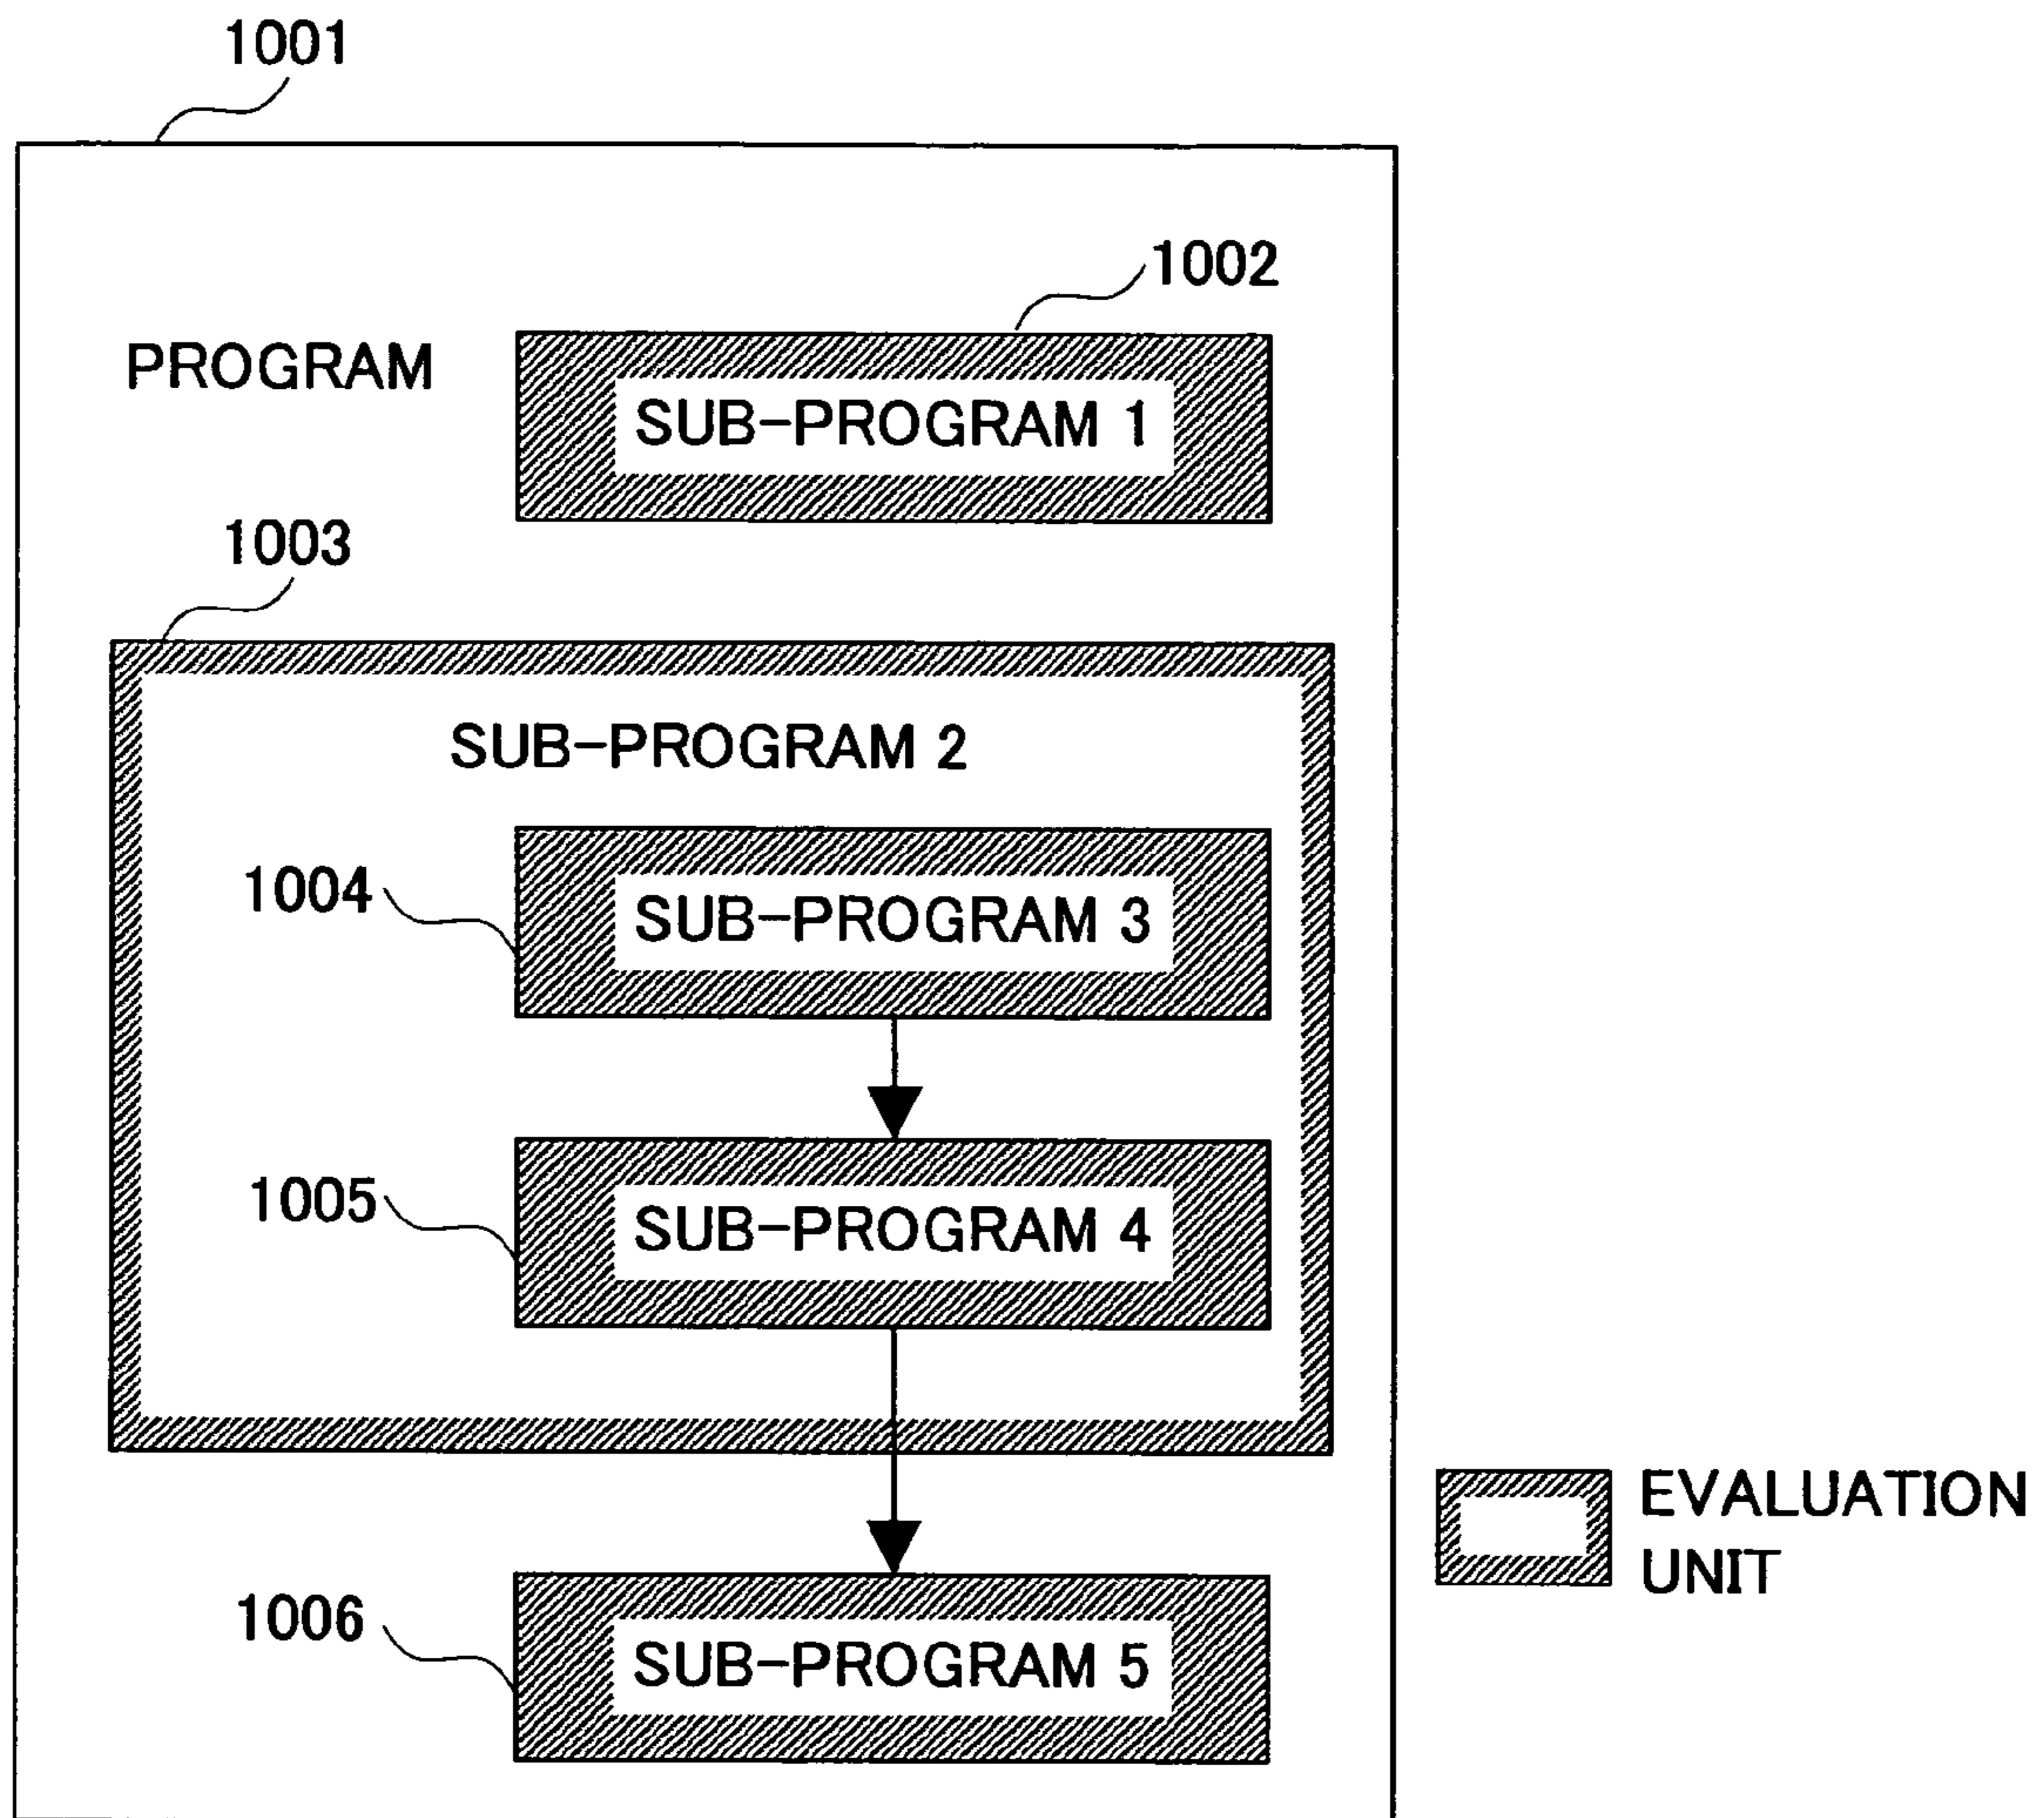 1001
1002
PROGRAM
SUB-PROGRAM 1
1003
SUB-PROGRAM 2
1004
SUB-PROGRAM 3
1005
SUB-PROGRAM 4
EVALUATION
UNIT
1006
SUB-PROGRAM 5